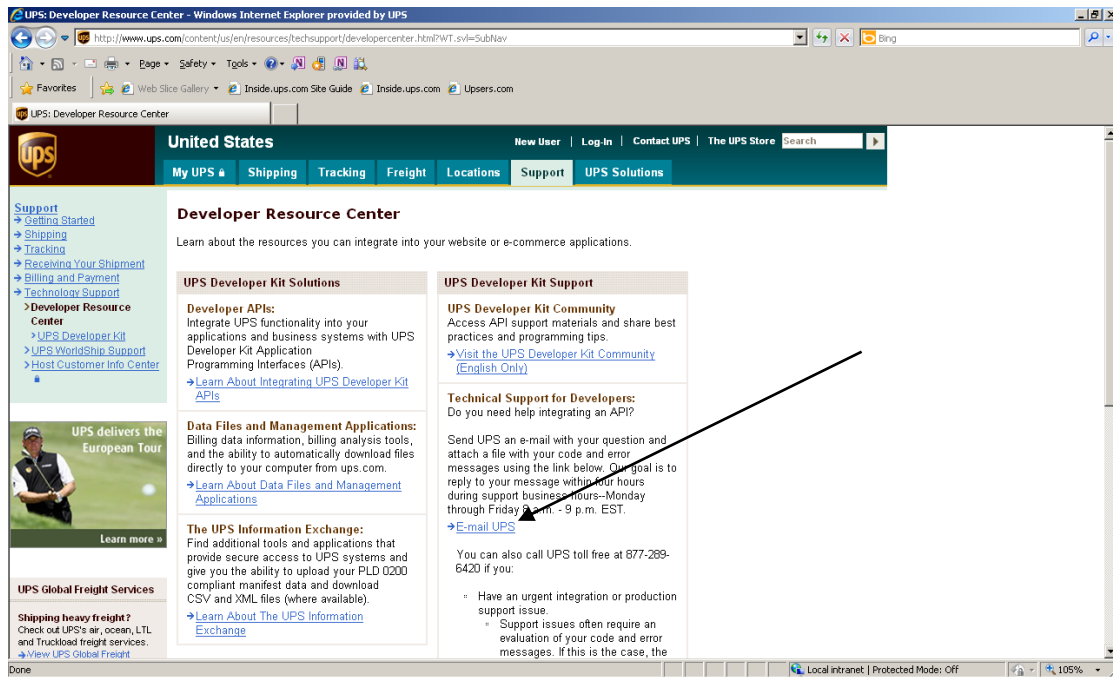 UPS: Developer Resource Center - Windows Internet Explorer provided by UPS
http://www.ups.com/content/us/en/resources/techsupport/developercenter.html?WT.svl=SubNav
Bing
Page Safety Tools
Favorites Web Slice Gallery Inside.ups.com Site Guide Inside.ups.com Upsers.com
UPS: Developer Resource Center
ups
United States
New User | Log-In | Contact UPS | The UPS Store Search
My UPS Shipping Tracking Freight Locations Support UPS Solutions
Support
Getting Started
Shipping
Tracking
Receiving Your Shipment
Billing and Payment
Technology Support
>Developer Resource
Center
>UPS Developer Kit
>UPS WorldShip Support
>Host Customer Info Center
UPS delivers the
European Tour
Learn more »
UPS Global Freight Services
Shipping heavy freight?
Check out UPS's air, ocean, LTL
and Truckload freight services.
View UPS Global Freight
Developer Resource Center
Learn about the resources you can integrate into your website or e-commerce applications.
UPS Developer Kit Solutions
Developer APIs:
Integrate UPS functionality into your
applications and business systems with UPS
Developer Kit Application
Programming Interfaces (APIs).
Learn About Integrating UPS Developer Kit
APIs
Data Files and Management Applications:
Billing data information, billing analysis tools,
and the ability to automatically download files
directly to your computer from ups.com.
Learn About Data Files and Management
Applications
The UPS Information Exchange:
Find additional tools and applications that
provide secure access to UPS systems and
give you the ability to upload your PLD 0200
compliant manifest data and download
CSV and XML files (where available).
Learn About The UPS Information
Exchange
UPS Developer Kit Support
UPS Developer Kit Community
Access API support materials and share best
practices and programming tips.
Visit the UPS Developer Kit Community
(English Only)
Technical Support for Developers:
Do you need help integrating an API?
Send UPS an e-mail with your question and
attach a file with your code and error
messages using the link below. Our goal is to
reply to your message within four hours
during support business hours--Monday
through Friday 8 a.m. - 9 p.m. EST.
E-mail UPS
You can also call UPS toll free at 877-289-
6420 if you:
Have an urgent integration or production
support issue.
Support issues often require an
evaluation of your code and error
messages. If this is the case, the
Done
Local intranet | Protected Mode: Off
105%